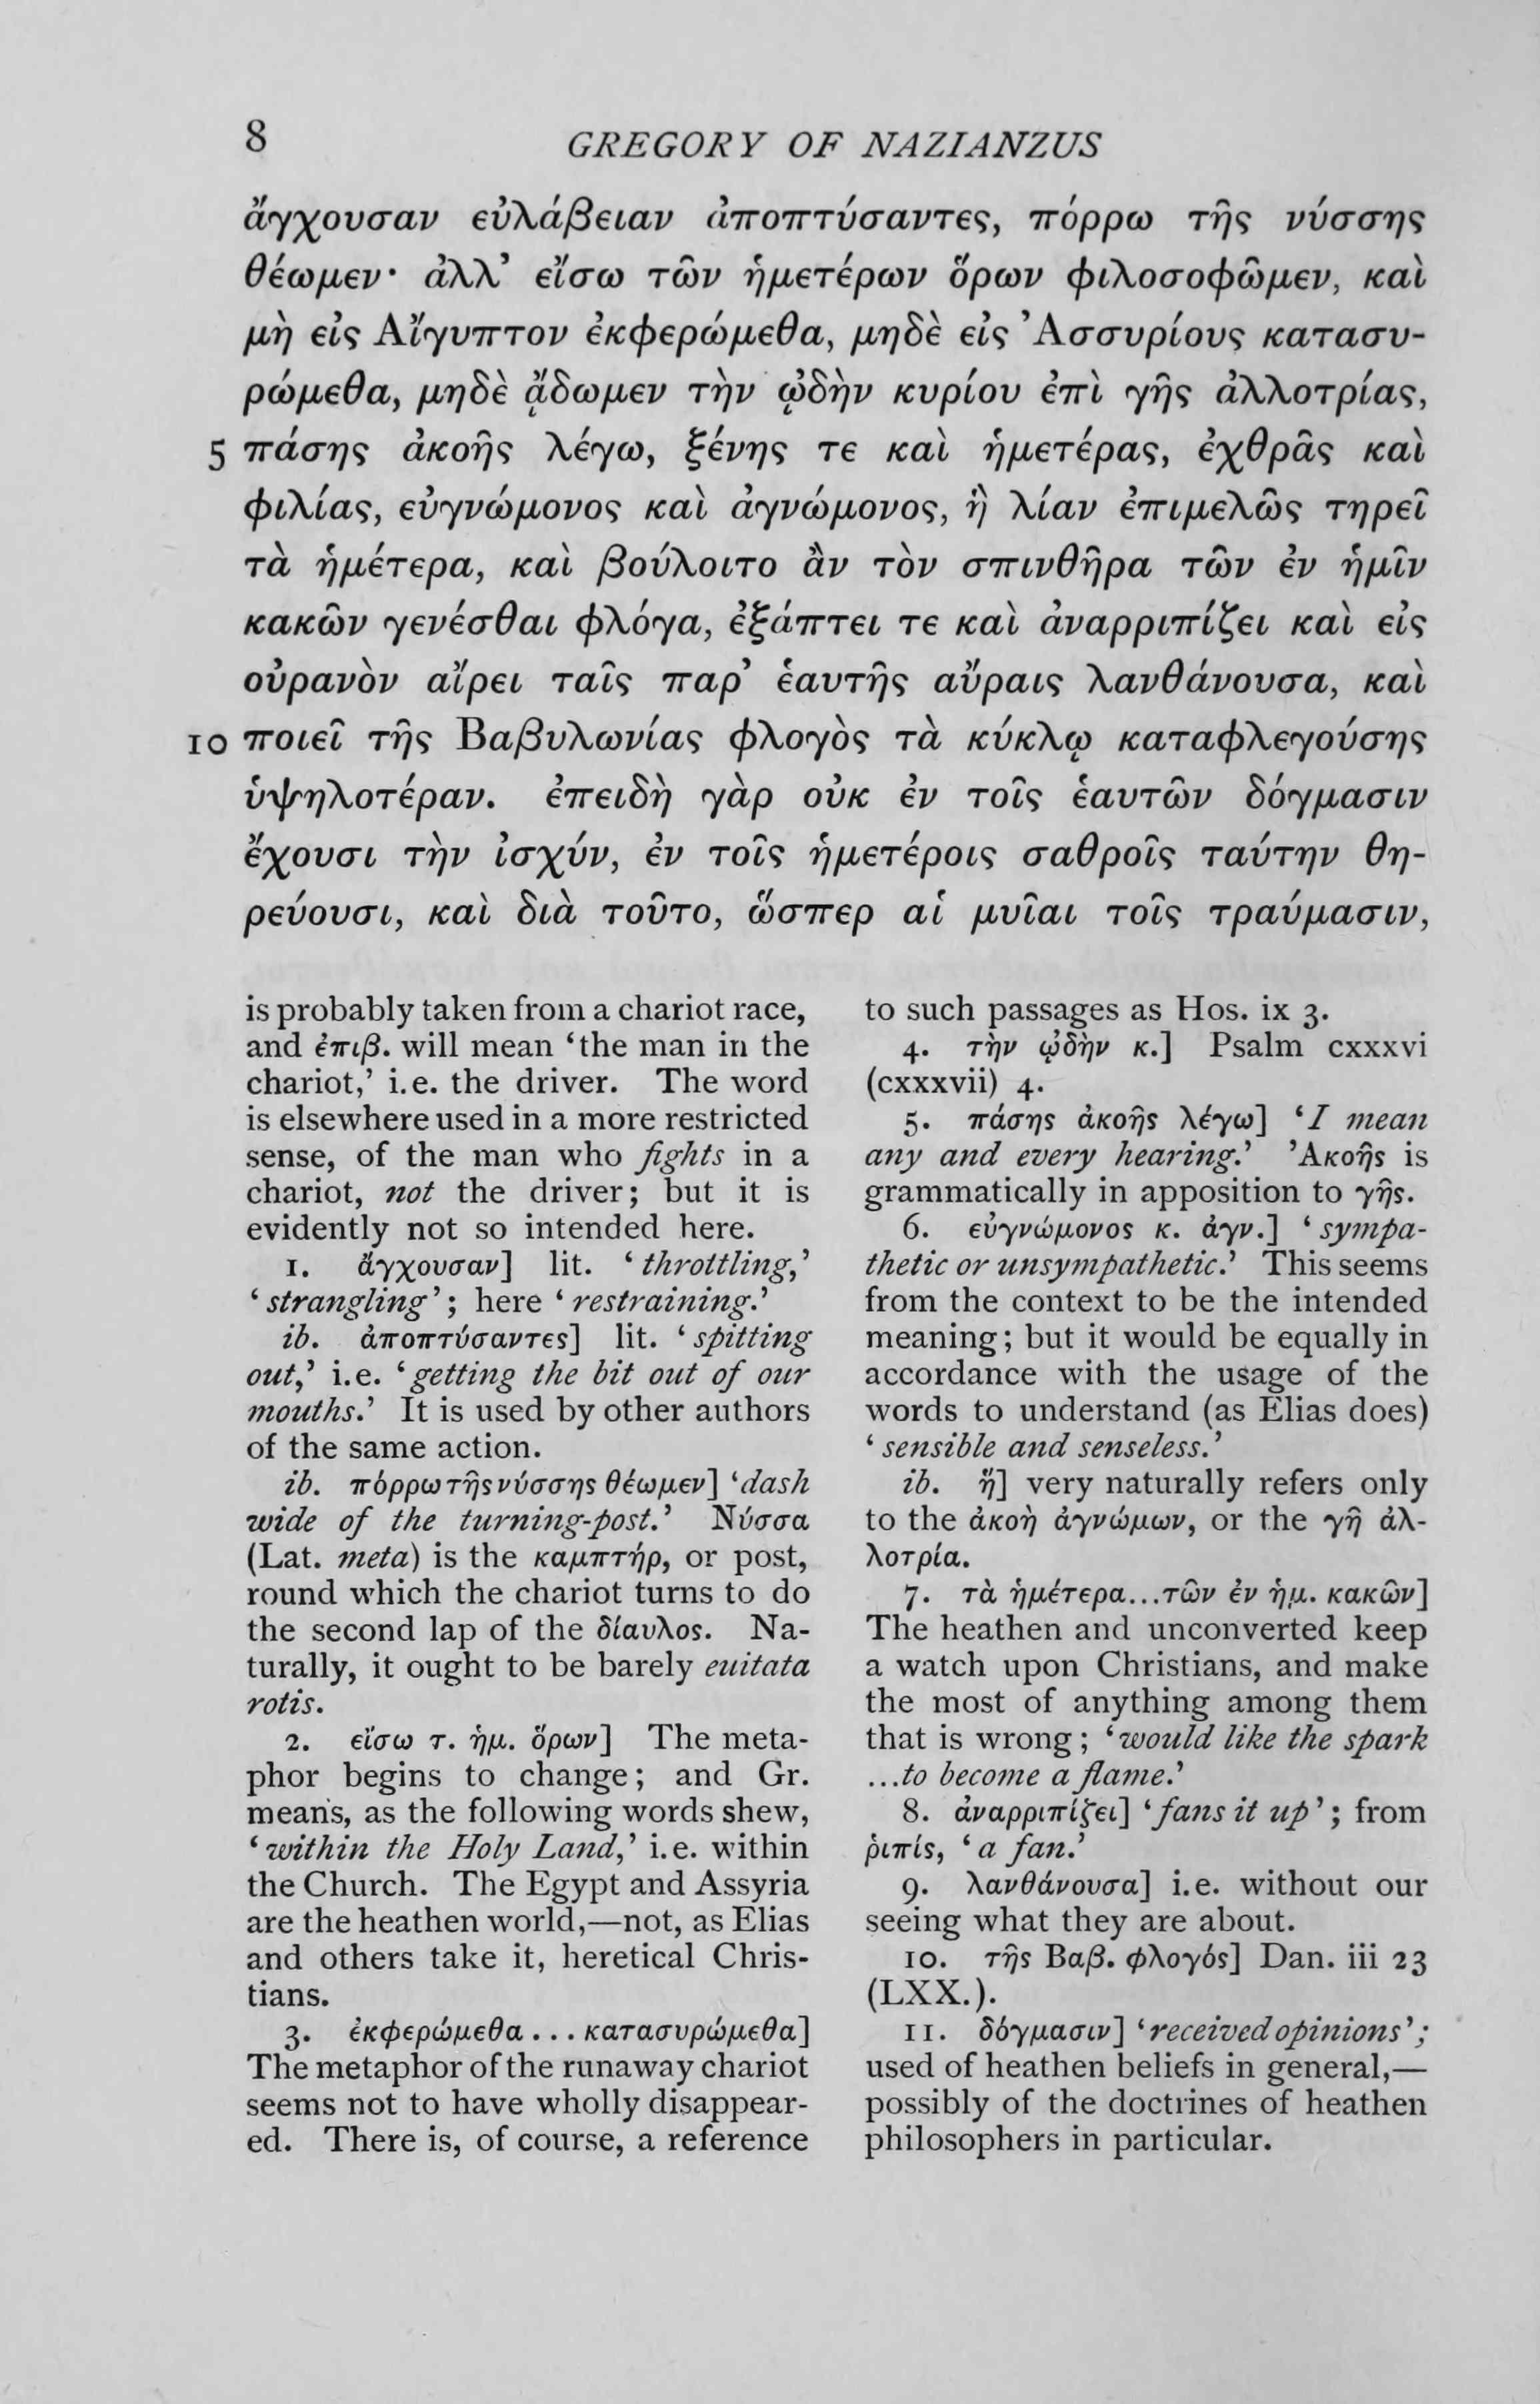 8 GREGORY OF NAZIANZUS
ἄγχουσαν εὐλάβειαν ἀποπτύσαντες, πόρρω τῆς νύσσης
θέωμεν· ἀλλ’ εἴσω τῶν ἡμετέρων ὅρων φιλοσοφῶμεν, καὶ
μὴ εἰς Αἴγυπτον ἐκφερώμεθα, μηδὲ εἰς Ἀσσυρίους κατασυ-
ρώμεθα, μηδὲ ᾄδωμεν τὴν ᾠδὴν κυρίου ἐπὶ γῆς ἀλλοτρίας,
5 πάσης ἀκοῆς λέγω, ξένης τε καὶ ἡμετέρας, ἐχθρᾶς καὶ
φιλίας, εὐγνώμονος καὶ ἀγνώμονος, ἣ λίαν ἐπιμελῶς τηρεῖ
τὰ ἡμέτερα, καὶ βούλοιτο ἂν τὸν σπινθῆρα τῶν ἐν ἡμῖν
κακῶν γενέσθαι φλόγα, ἐξάπτει τε καὶ ἀναρριπίζει καὶ εἰς
οὐρανὸν αἴρει ταῖς παρ’ ἑαυτῆς αὔραις λανθάνουσα, καὶ
10 ποιεῖ τῆς Βαβυλωνίας φλογὸς τὰ κύκλῳ καταφλεγούσης
ὑψηλοτέραν. ἐπειδὴ γὰρ οὐκ ἐν τοῖς ἑαυτῶν δόγμασιν
ἔχουσι τὴν ἰσχύν, ἐν τοῖς ἡμετέροις σαθροῖς ταύτην θη-
ρεύουσι, καὶ διὰ τοῦτο, ὥσπερ αἱ μυῖαι τοῖς τραύμασιν,
is probably taken from a chariot race,
and ἐπιβ. will mean ‘the man in the
chariot,’ i.e. the driver. The word
is elsewhere used in a more restricted
sense, of the man who fights in a
chariot, not the driver; but it is
evidently not so intended here.
1. ἄγχουσαν] lit. ‘throttling,’
‘strangling’; here ‘restraining.’
ib. ἀποπτύσαντες] lit. ‘spitting
out,’ i.e. ‘getting the bit out of our
mouths.’ It is used by other authors
of the same action.
ib. πόρρω τῆς νύσσης θέωμεν] ‘dash
wide of the turning-post.’ Νύσσα
(Lat. meta) is the καμπτήρ, or post,
round which the chariot turns to do
the second lap of the δίαυλος. Na-
turally, it ought to be barely euitata
rotis.
2. εἴσω τ. ἡμ. ὅρων] The meta-
phor begins to change; and Gr.
means, as the following words shew,
‘within the Holy Land,’ i.e. within
the Church. The Egypt and Assyria
are the heathen world,—not, as Elias
and others take it, heretical Chris-
tians.
3. ἐκφερώμεθα ... κατασυρώμεθα]
The metaphor of the runaway chariot
seems not to have wholly disappear-
ed. There is, of course, a reference
to such passages as Hos. ix 3.
4. τὴν ᾠδὴν κ.] Psalm cxxxvi
(cxxxvii) 4.
5. πάσης ἀκοῆς λέγω] ‘I mean
any and every hearing.’ Ἀκοῆς is
grammatically in apposition to γῆς.
6. εὐγνώμονος κ. ἀγν.] ‘sympa-
thetic or unsympathetic.’ This seems
from the context to be the intended
meaning; but it would be equally in
accordance with the usage of the
words to understand (as Elias does)
‘sensible and senseless.’
ib. ἥ] very naturally refers only
to the ἀκοὴ ἀγνώμων, or the γῆ ἀλ-
λοτρία.
7. τὰ ἡμέτερα...τῶν ἐν ἡμ. κακῶν]
The heathen and unconverted keep
a watch upon Christians, and make
the most of anything among them
that is wrong; ‘would like the spark
...to become a flame.’
8. ἀναρριπίζει] ‘fans it up’; from
ῥιπίς, ‘a fan.’
9. λανθάνουσα] i.e. without our
seeing what they are about.
10. τῆς Βαβ. φλογός] Dan. iii 23
(LXX.).
11. δόγμασιν] ‘received opinions’;
used of heathen beliefs in general,—
possibly of the doctrines of heathen
philosophers in particular.